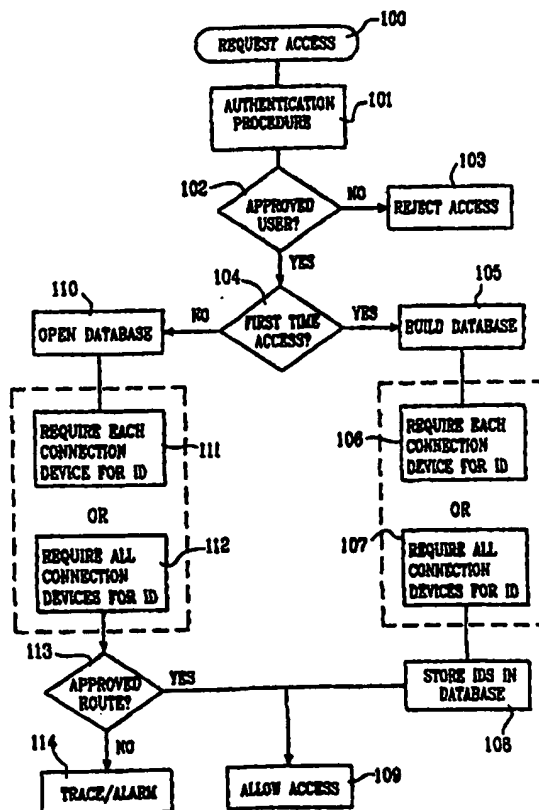 100
REQUEST ACCESS
AUTHENTICATION
PROCEDURE
101
102
APPROVED
USER?
NO
103
REJECT ACCESS
YES
104
FIRST TIME
ACCESS?
NO
YES
110
OPEN DATABASE
105
BUILD DATABASE
REQUIRE EACH
CONNECTION
DEVICE FOR ID
111
OR
REQUIRE ALL
CONNECTION
DEVICES FOR ID
112
106
REQUIRE EACH
CONNECTION
DEVICE FOR ID
OR
107
REQUIRE ALL
CONNECTION
DEVICES FOR ID
113
APPROVED
ROUTE?
YES
NO
STORE IDS IN
DATABASE
108
114
TRACE/ALARM
ALLOW ACCESS
109